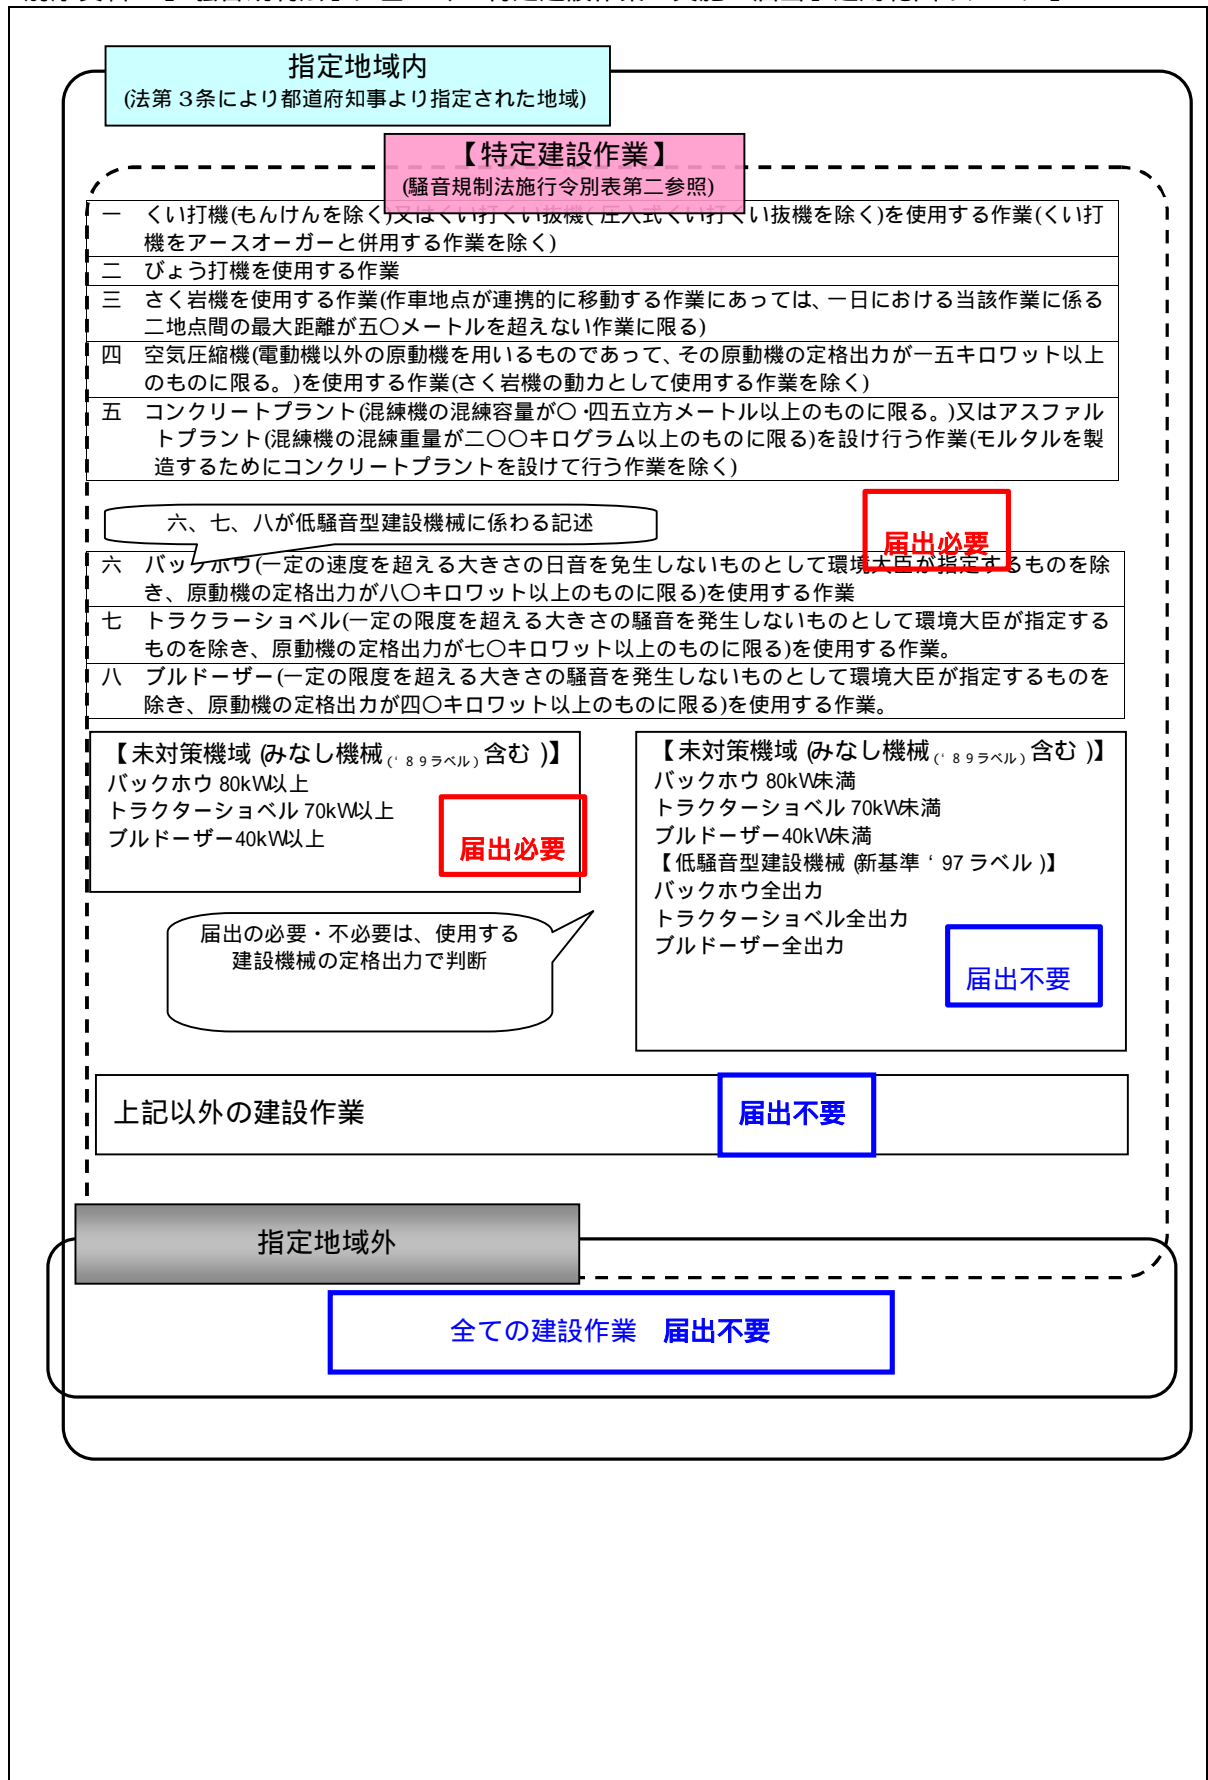 指定地域内
(法第3条により都道府知事より指定された地域)
【特定建設作業】
(騒音規制法施行令別表第二参照)
一 くい打機(もんけんを除く)又はくい打くい抜機(圧入式くい打くい抜機を除く)を使用する作業(くい打
機をアースオーガーと併用する作業を除く)
二 びょう打機を使用する作業
三 さく岩機を使用する作業(作車地点が連携的に移動する作業にあっては、一日における当該作業に係る
二地点間の最大距離が五〇メートルを超えない作業に限る)
四 空気圧縮機(電動機以外の原動機を用いるものであって、その原動機の定格出力が一五キロワット以上
のものに限る。)を使用する作業(さく岩機の動力として使用する作業を除く)
五 コンクリートプラント(混練機の混練容量が〇・四五立方メートル以上のものに限る。)又はアスファル
トプラント(混練機の混練重量が二〇〇キログラム以上のものに限る)を設け行う作業(モルタルを製
造するためにコンクリートプラントを設けて行う作業を除く)
六、七、八が低騒音型建設機械に係わる記述
届出必要
六 バックホウ(一定の速度を超える大きさの日音を免生しないものとして環境大臣が指定するものを除
き、原動機の定格出力が八〇キロワット以上のものに限る)を使用する作業
七 トラクラーショベル(一定の限度を超える大きさの騒音を発生しないものとして環境大臣が指定する
ものを除き、原動機の定格出力が七〇キロワット以上のものに限る)を使用する作業。
八 ブルドーザー(一定の限度を超える大きさの騒音を発生しないものとして環境大臣が指定するものを
除き、原動機の定格出カが四〇キロワット以上のものに限る)を使用する作業。
【未対策機域(みなし機械(‘89ラベル)含む)】
バックホウ80kW以上
トラクターショベル70kW以上
ブルドーザー40kW以上
届出必要
届出の必要・不必要は、使用する
建設機械の定格出力で判断
【未対策機域(みなし機械(‘89ラベル)含む)】
バックホウ80kW未満
トラクターショベル70kW未満
ブルドーザー40kW未満
【低騒音型建設機械(新基準‘97ラベル)】
バックホウ全出力
トラクターショベル全出力
ブルドーザー全出力
届出不要
上記以外の建設作業 届出不要
指定地域外
全ての建設作業 届出不要